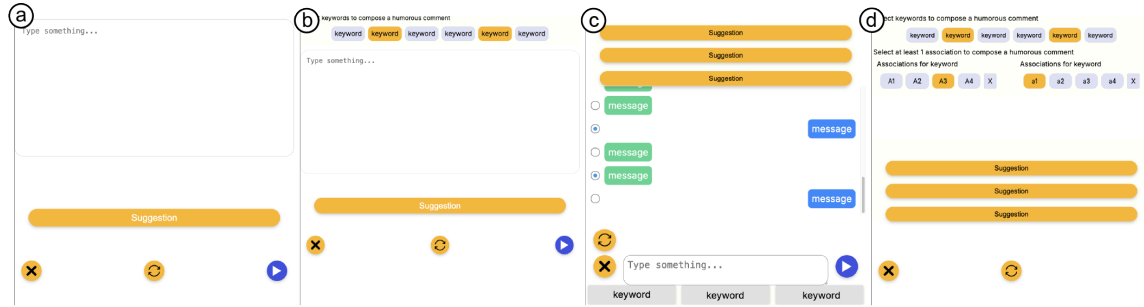 a
Type something...
Suggestion
b
keywords to compose a humorous comment
keyword keyword keyword keyword keyword keyword
Type something...
Suggestion
c
Suggestion
Suggestion
Suggestion
message
message
message
message
message
Type something...
keyword keyword keyword
d
ect keywords to compose a humorous comment
keyword keyword keyword keyword keyword keyword
Select at least 1 association to compose a humorous comment
Associations for keyword Associations for keyword
A1 A2 A3 A4 X a1 a2 a3 a4 X
Suggestion
Suggestion
Suggestion